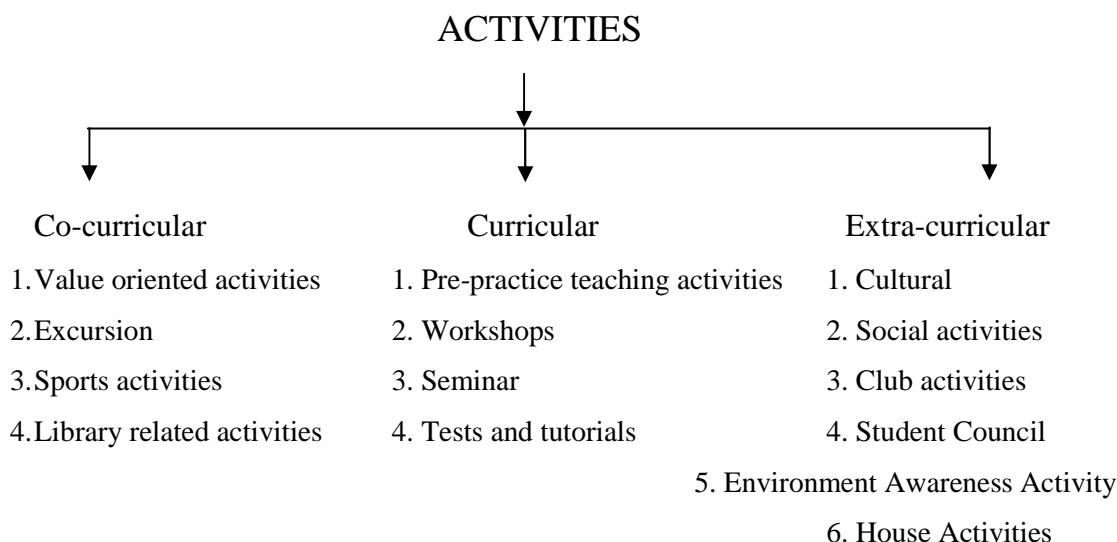 ACTIVITIES
Co-curricular
1. Value oriented activities
2. Excursion
3. Sports activities
4. Library related activities
Curricular
1. Pre-practice teaching activities
2. Workshops
3. Seminar
4. Tests and tutorials
Extra-curricular
1. Cultural
2. Social activities
3. Club activities
4. Student Council
5. Environment Awareness Activity
6. House Activities